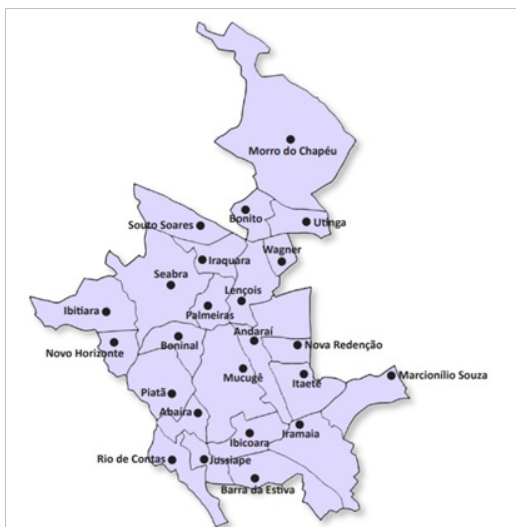 Morro do Chapéu
Bonito
Utinga
Souto Soares
Wagner
Iraquara
Seabra
Lençois
Ibitiara
Palmeiras
Andaraí
Boninal
Nova Redenção
Novo Horizonte
Mucugê
Itaetê
Marcionílio Souza
Piatã
Abaíra
Iramaia
Ibicoara
Rio de Contas
Jussiape
Barra da Estiva